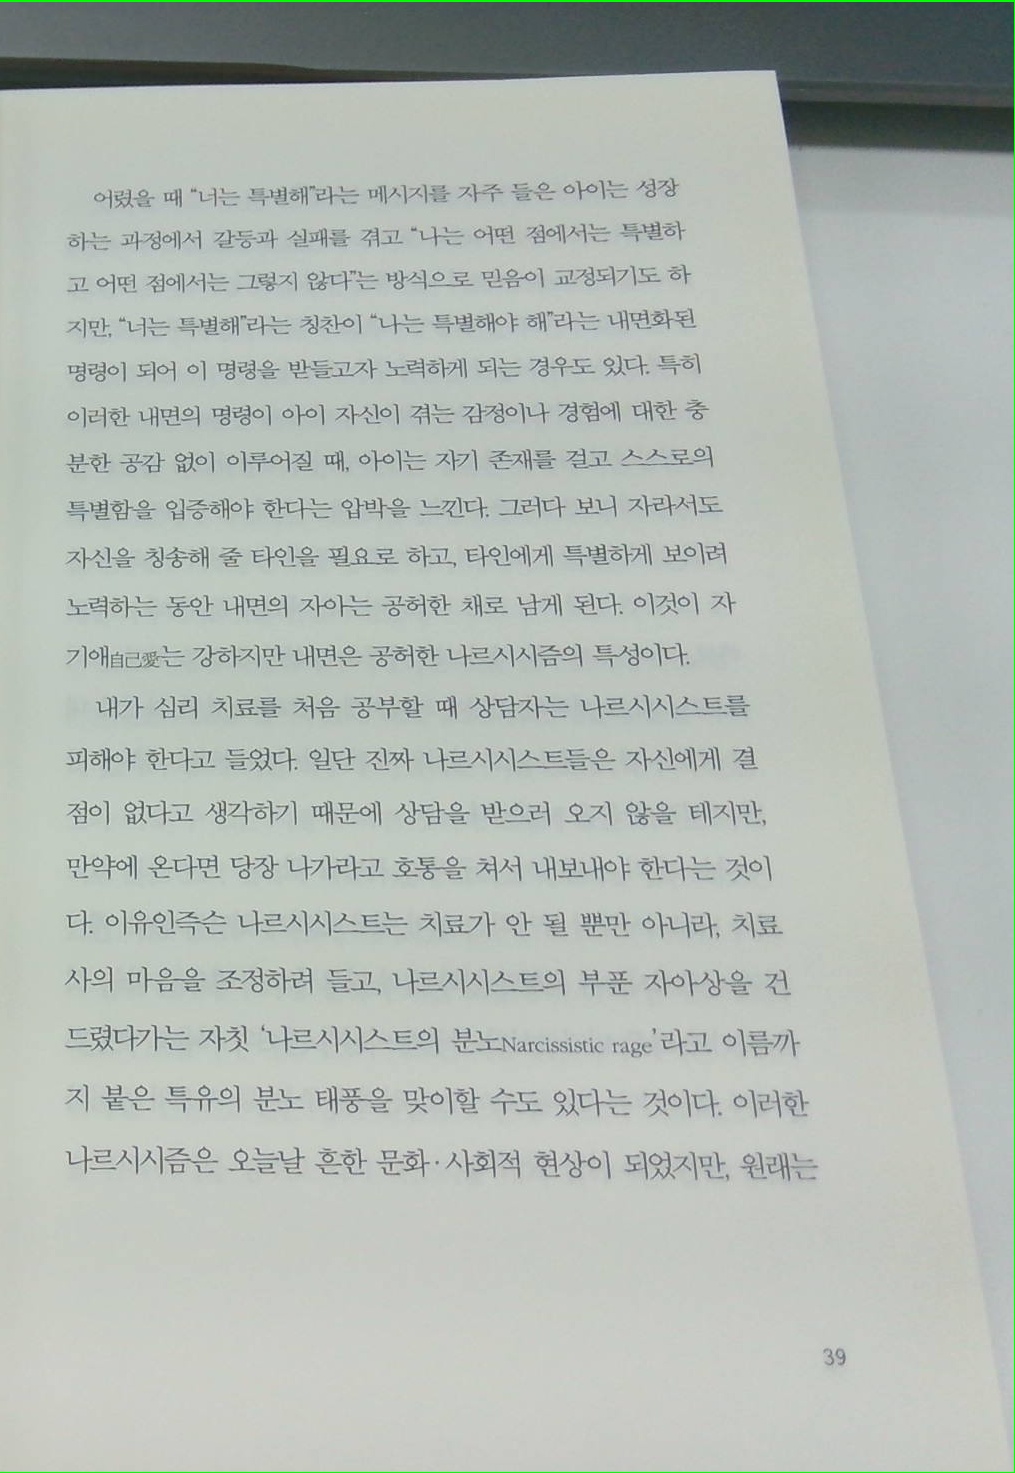 어렸을 때 “너는 특별해”라는 메시지를 자주 들은 아이는 성장
하는 과정에서 갈등과 실패를 겪고 “나는 어떤 점에서는 특별하
고 어떤 점에서는 그렇지 않다”는 방식으로 믿음이 교정되기도 하
지만, “너는 특별해”라는 칭찬이 “나는 특별해야 해”라는 내면화된
명령이 되어 이 명령을 받들고자 노력하게 되는 경우도 있다. 특히
이러한 내면의 명령이 아이 자신이 겪는 감정이나 경험에 대한 충
분한 공감 없이 이루어질 때, 아이는 자기 존재를 걸고 스스로의
특별함을 입증해야 한다는 압박을 느낀다. 그러다 보니 자라서도
자신을 칭송해 줄 타인을 필요로 하고, 타인에게 특별하게 보이려
노력하는 동안 내면의 자아는 공허한 채로 남게 된다. 이것이 자
기애自己愛는 강하지만 내면은 공허한 나르시시즘의 특성이다.
내가 심리 치료를 처음 공부할 때 상담자는 나르시시스트를
피해야 한다고 들었다. 일단 진짜 나르시시스트들은 자신에게 결
점이 없다고 생각하기 때문에 상담을 받으러 오지 않을 테지만,
만약에 온다면 당장 나가라고 호통을 쳐서 내보내야 한다는 것이
다. 이유인즉슨 나르시시스트는 치료가 안 될 뿐만 아니라, 치료
사의 마음을 조정하려 들고, 나르시시스트의 부푼 자아상을 건
드렸다가는 자칫 ‘나르시시스트의 분노Narcissistic rage’라고 이름까
지 붙은 특유의 분노 태풍을 맞이할 수도 있다는 것이다. 이러한
나르시시즘은 오늘날 흔한 문화·사회적 현상이 되었지만, 원래는
39